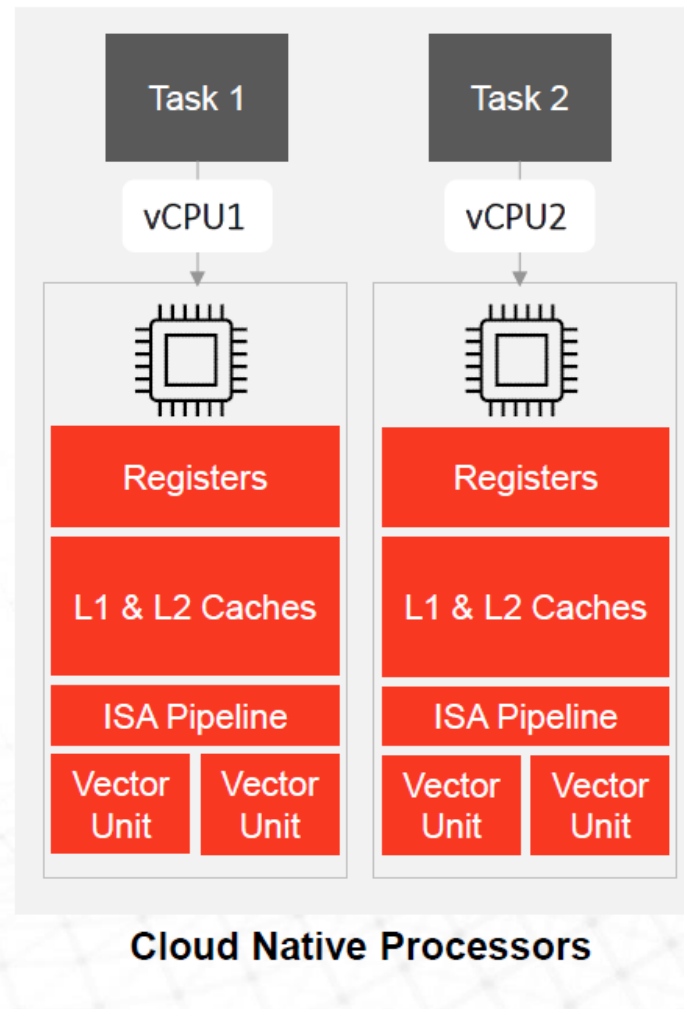 Task 1
Task 2
vCPU1
vCPU2
Registers
Registers
L1 & L2 Caches
L1 & L2 Caches
ISA Pipeline
ISA Pipeline
Vector
Unit
Vector
Unit
Vector
Unit
Vector
Unit
Cloud Native Processors